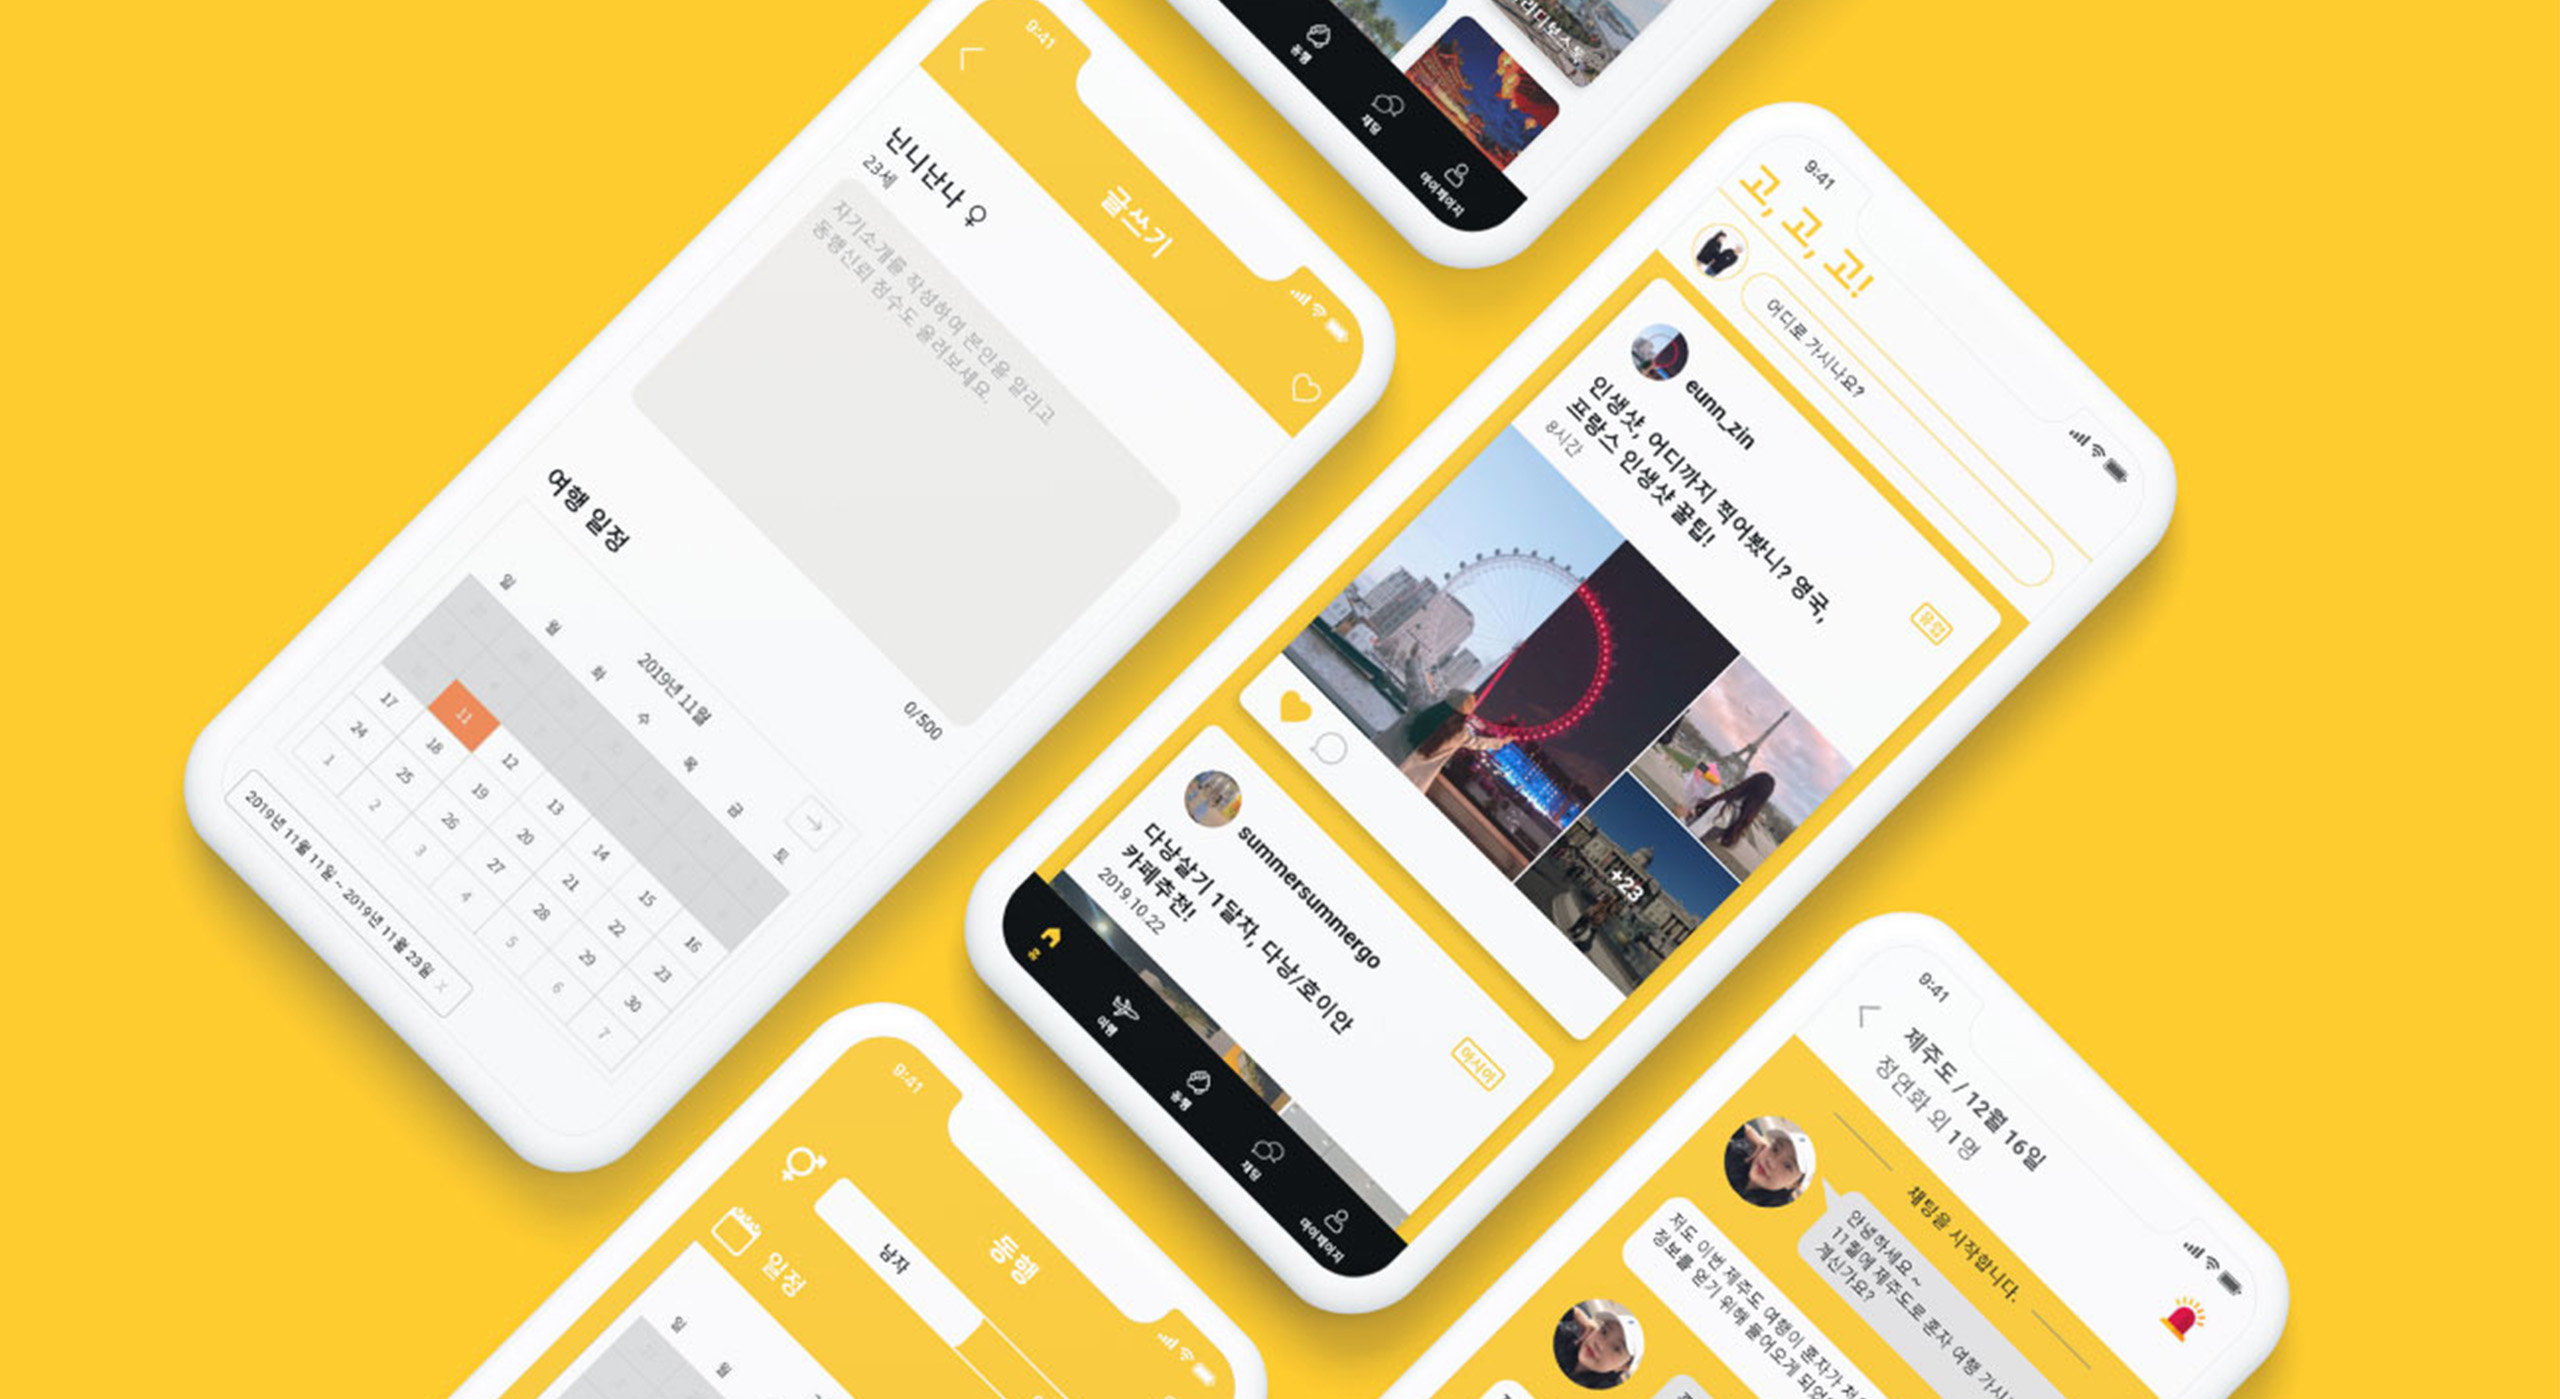 9:41
글쓰기
닌니난나 ♀
23세
자기소개를 작성하여 본인을 알리고
동행신뢰 점수도 올려보세요.
0/500
여행 일정
2019년 11월
→
일 월 화 수 목 금 토
11 12 13 14 15 16
17 18 19 20 21 22 23
24 25 26 27 28 29 30
1 2 3 4 5 6 7
2019년 11월 11일 ~ 2019년 11월 23일 X
동행
채팅
마이페이지
9:41
고, 고, 고!
어디로 가시나요?
eunn_zin
인생샷, 어디까지 찍어봤니? 영국,
프랑스 인생샷 꿀팁!
8시간
유럽
+23
summersummergo
다낭살기 1달차, 다낭/호이안
카페추천!
2019.10.22
아시아
홈
여행
동행
채팅
마이페이지
9:41
동행
남자
일정
일 월
9:41
제주도 / 12월 16일
정연화 외 1명
채팅을 시작합니다.
안녕하세요 ~
11월에 제주도로 혼자 여행 가시
계신가요?
저도 이번 제주도 여행이 혼자가
정보를 얻기 위해 들어오게 되었